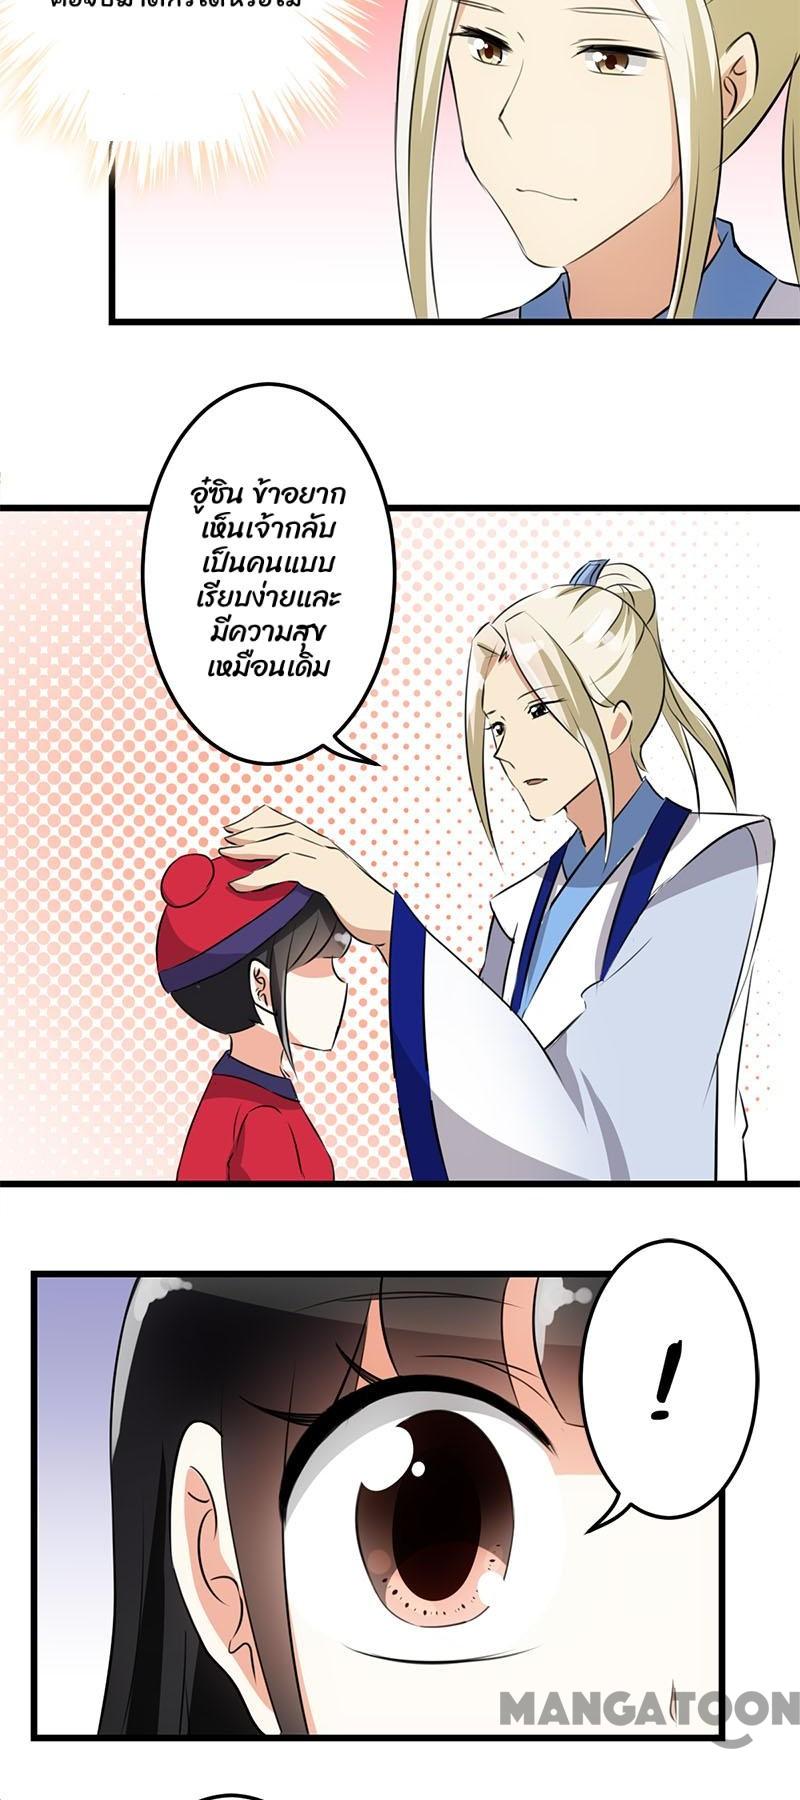 อู๋ซิน ข้าอยาก
เห็นเจ้ากลับ
เป็นคนแบบ
เรียบง่ายและ
มีความสุข
เหมือนเดิม
!
MANGATOON